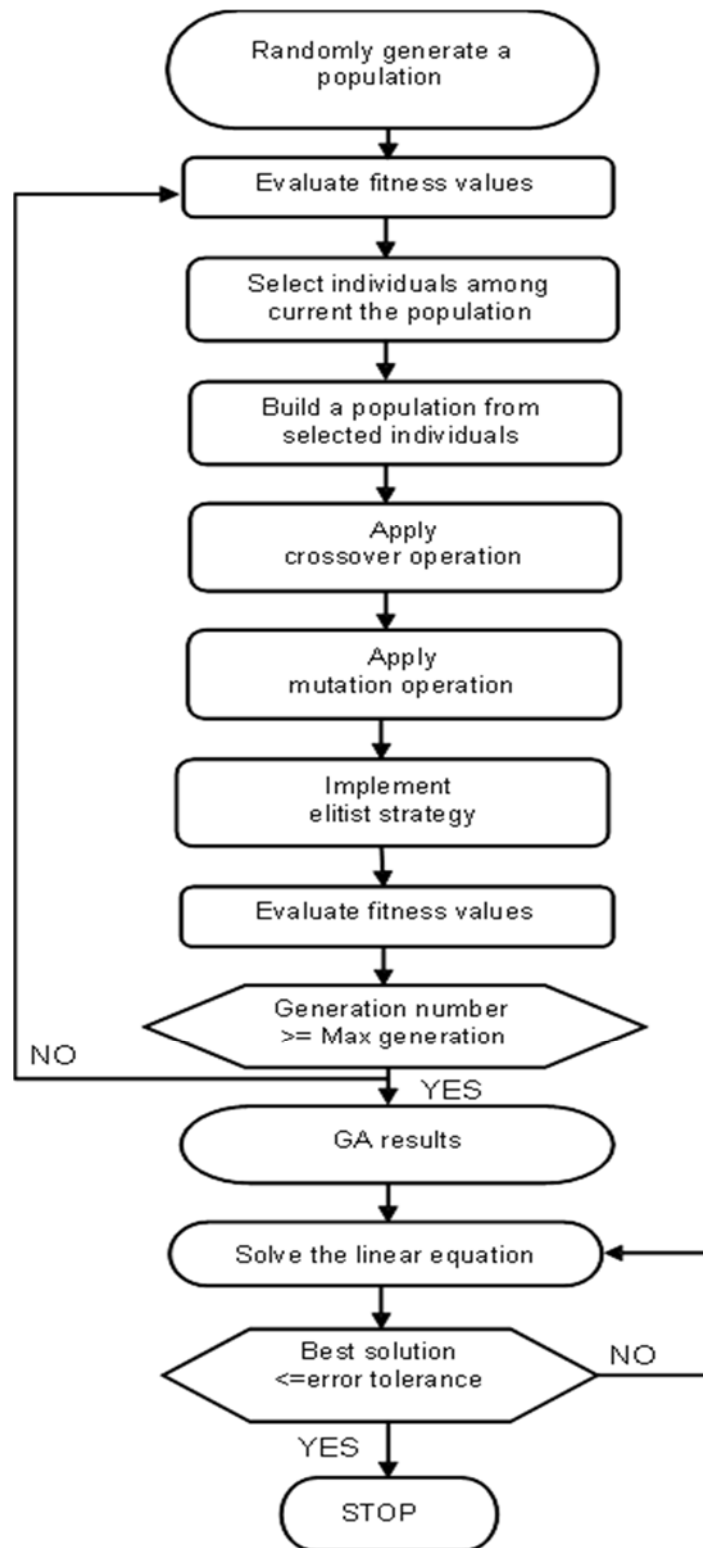 Randomly generate a
population
Evaluate fitness values
Select individuals among
current the population
Build a population from
selected individuals
Apply
crossover operation
Apply
mutation operation
Implement
elitist strategy
Evaluate fitness values
Generation number
>= Max generation
NO
YES
GA results
Solve the linear equation
Best solution
<=error tolerance
NO
YES
STOP